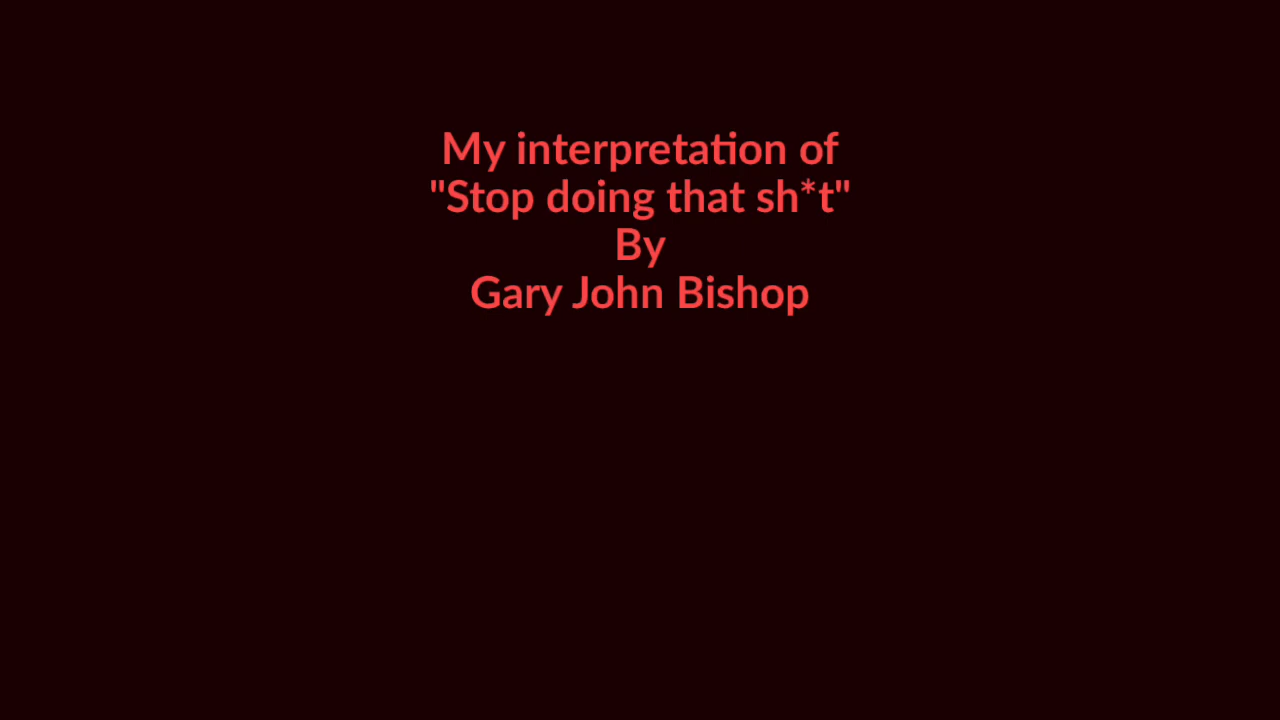 My interpretation of
"Stop doing that sh*t"
By
Gary John Bishop